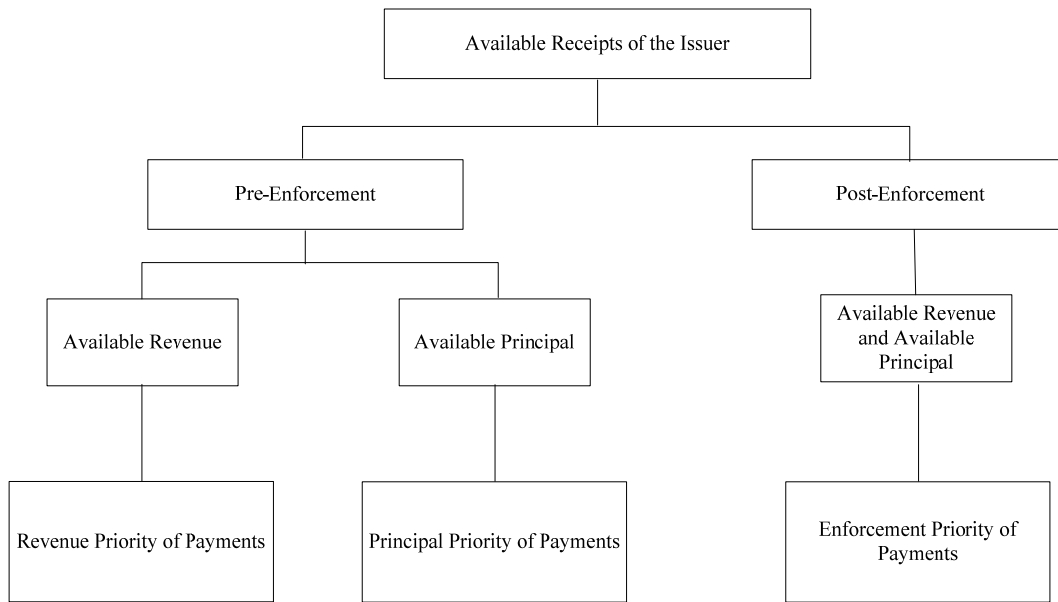 Available Receipts of the Issuer
Pre-Enforcement
Post-Enforcement
Available Revenue
Available Principal
Available Revenue
and Available
Principal
Revenue Priority of Payments
Principal Priority of Payments
Enforcement Priority of
Payments